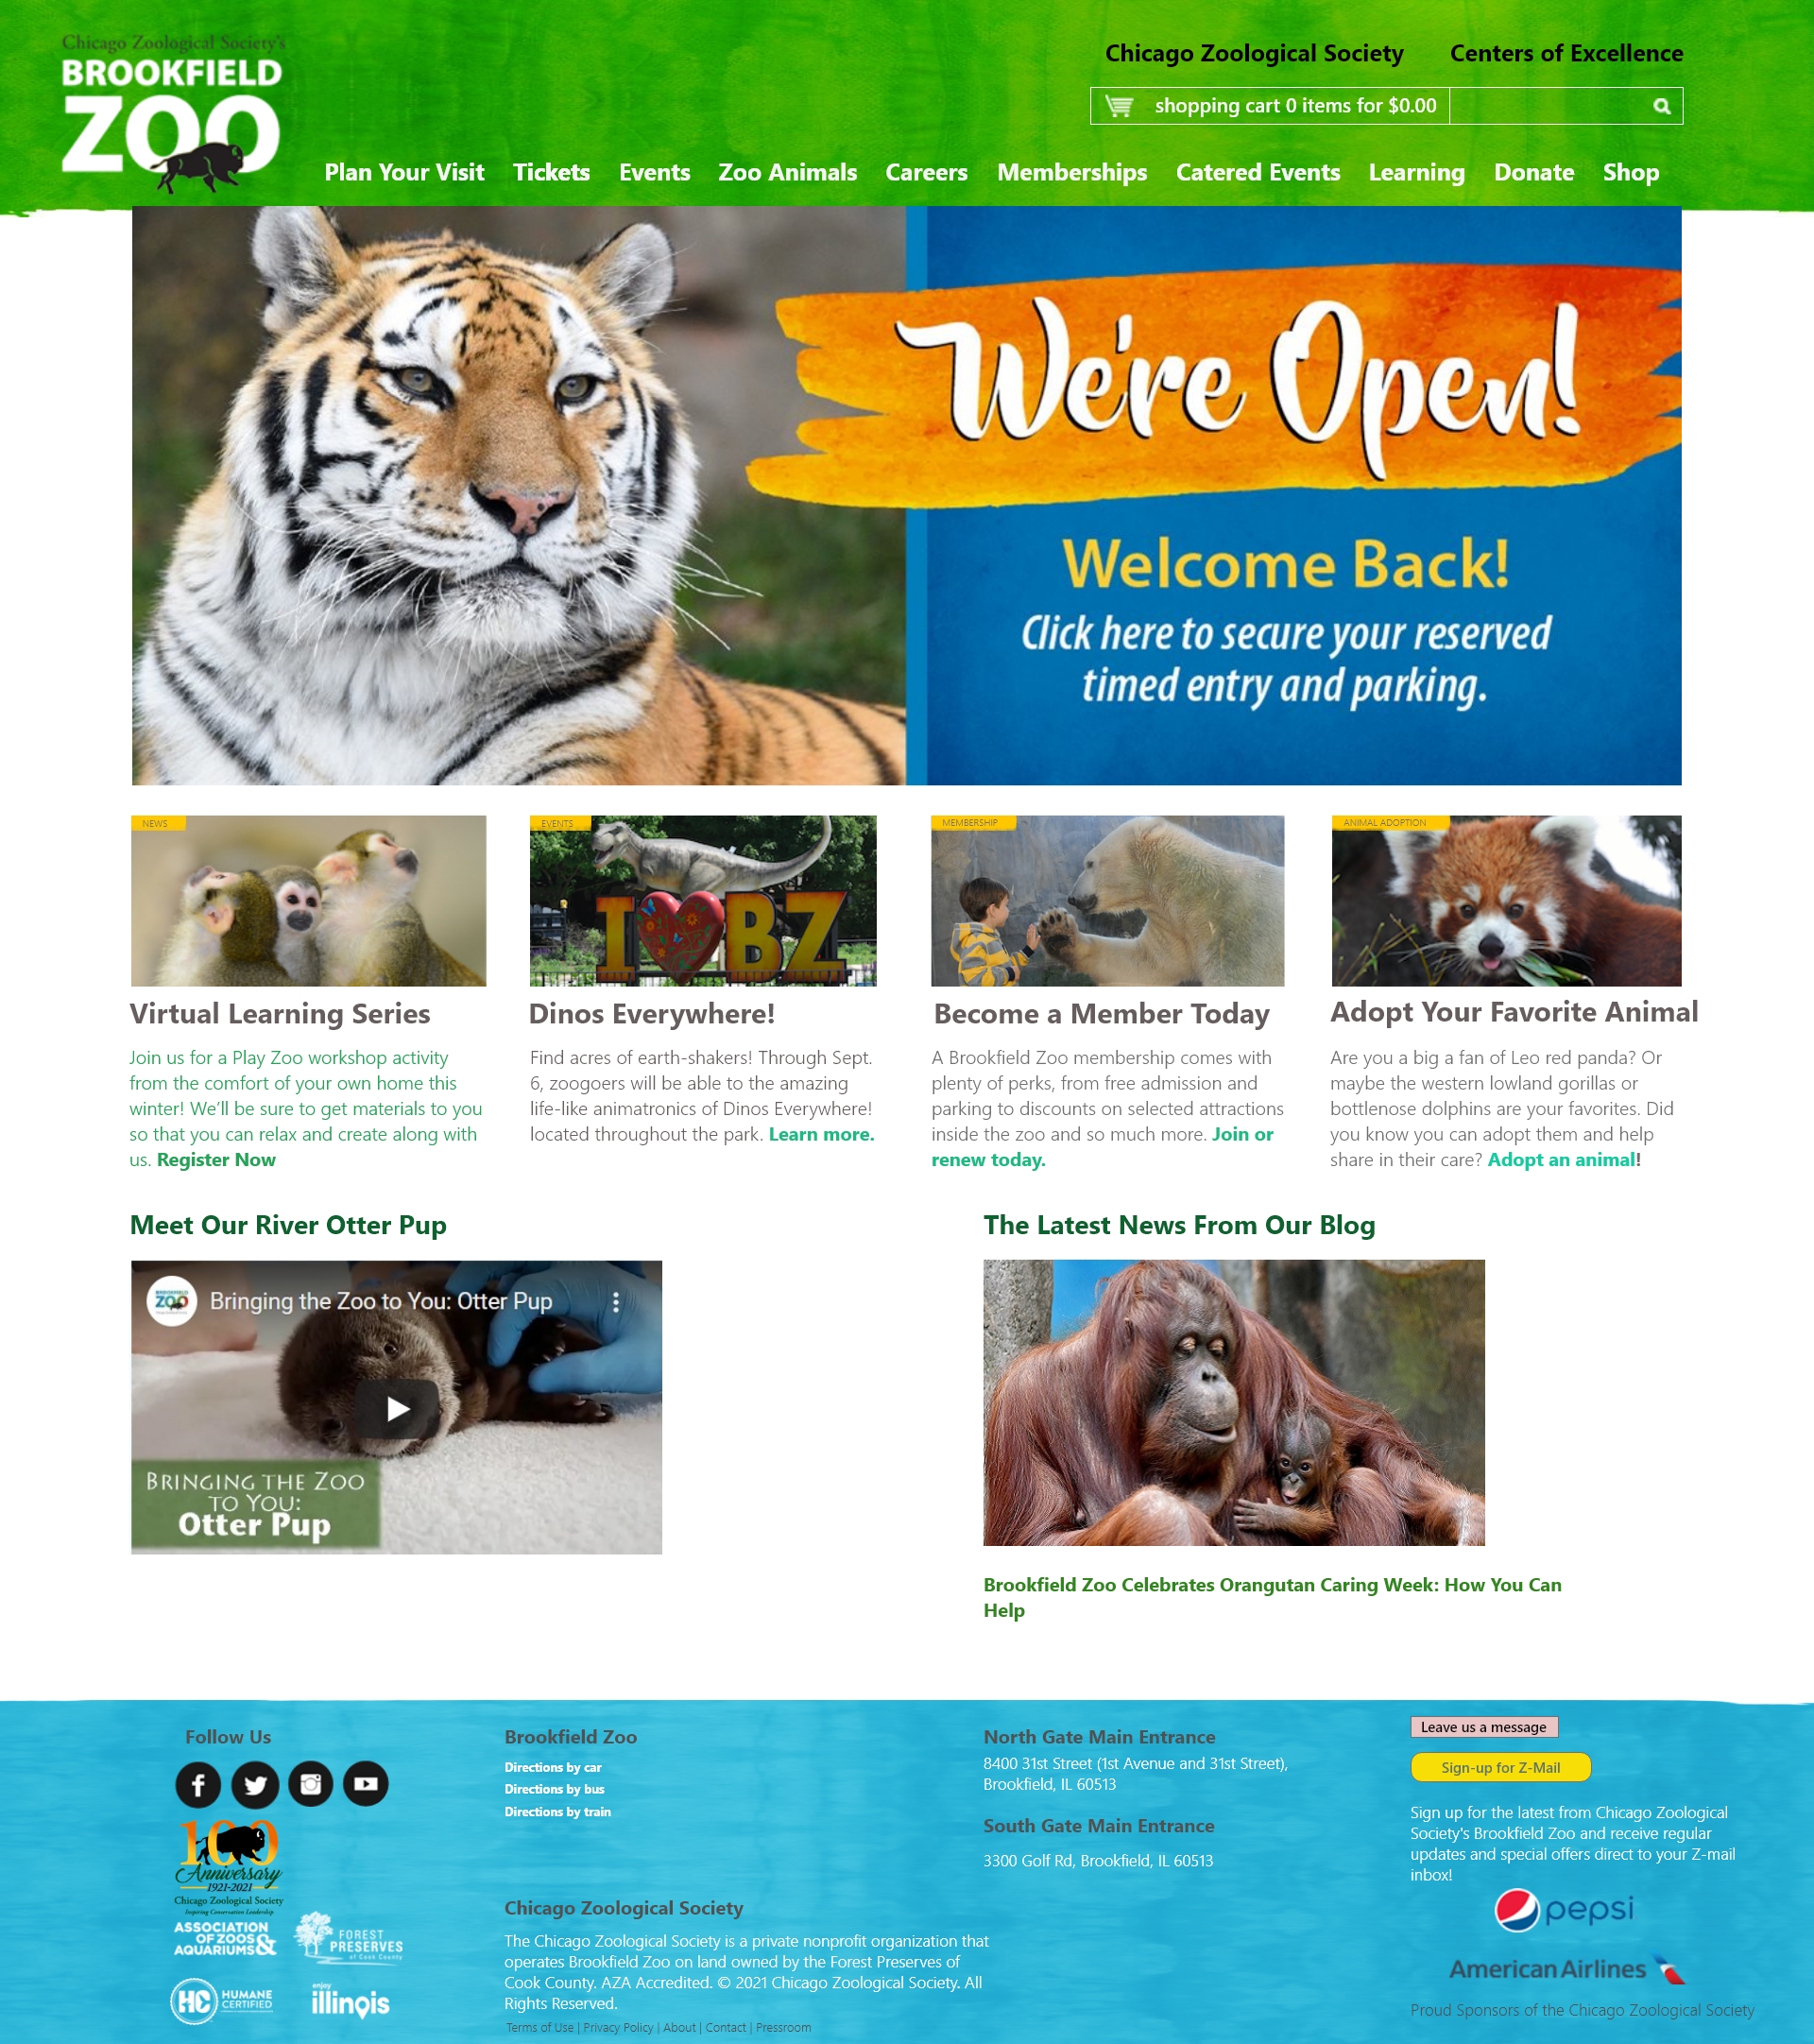 Chicago Zoological Society's
BROOKFIELD
ZOO
Chicago Zoological Society
Centers of Excellence
shopping cart 0 items for $0.00
Plan Your Visit
Tickets
Events
Zoo Animals
Careers
Memberships
Catered Events
Learning
Donate
Shop
We're Open!
Welcome Back!
Click here to secure your reserved
timed entry and parking.
NEWS
Virtual Learning Series
Join us for a Play Zoo workshop activity
from the comfort of your own home this
winter! We'll be sure to get materials to you
so that you can relax and create along with
us. Register Now
EVENTS
I BZ
Dinos Everywhere!
Find acres of earth-shakers! Through Sept.
6, zoogoers will be able to the amazing
life-like animatronics of Dinos Everywhere!
located throughout the park. Learn more.
MEMBERSHIP
Become a Member Today
A Brookfield Zoo membership comes with
plenty of perks, from free admission and
parking to discounts on selected attractions
inside the zoo and so much more. Join or
renew today.
ANIMAL ADOPTION
Adopt Your Favorite Animal
Are you a big a fan of Leo red panda? Or
maybe the western lowland gorillas or
bottlenose dolphins are your favorites. Did
you know you can adopt them and help
share in their care? Adopt an animal!
Meet Our River Otter Pup
BROOKFIELD
ZOO
Bringing the Zoo to You: Otter Pup
BRINGING THE ZOO
TO YOU:
Otter Pup
The Latest News From Our Blog
Brookfield Zoo Celebrates Orangutan Caring Week: How You Can
Help
Follow Us
100
Anniversary
1921-2021
Chicago Zoological Society
Inspiring Conservation Leadership
ASSOCIATION
OF ZOOS
AQUARIUMS &
FOREST
PRESERVES
of Cook County
HC HUMANE
CERTIFIED
enjoy
illinois
Brookfield Zoo
Directions by car
Directions by bus
Directions by train
Chicago Zoological Society
The Chicago Zoological Society is a private nonprofit organization that
operates Brookfield Zoo on land owned by the Forest Preserves of
Cook County. AZA Accredited. © 2021 Chicago Zoological Society. All
Rights Reserved.
Terms of Use | Privacy Policy | About | Contact | Pressroom
North Gate Main Entrance
8400 31st Street (1st Avenue and 31st Street),
Brookfield, IL 60513
South Gate Main Entrance
3300 Golf Rd, Brookfield, IL 60513
Leave us a message
Sign-up for Z-Mail
Sign up for the latest from Chicago Zoological
Society's Brookfield Zoo and receive regular
updates and special offers direct to your Z-mail
inbox!
pepsi
American Airlines
Proud Sponsors of the Chicago Zoological Society